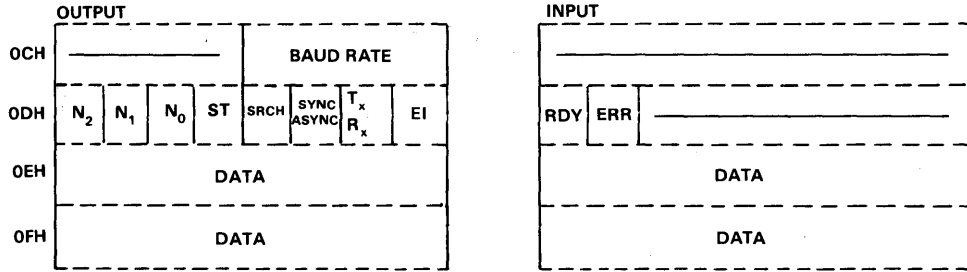 OUTPUT
INPUT
0CH
BAUD RATE
0DH
N2 N1 N0 ST SRCH SYNC ASYNC Tx Rx EI
RDY ERR
0EH
DATA
DATA
0FH
DATA
DATA